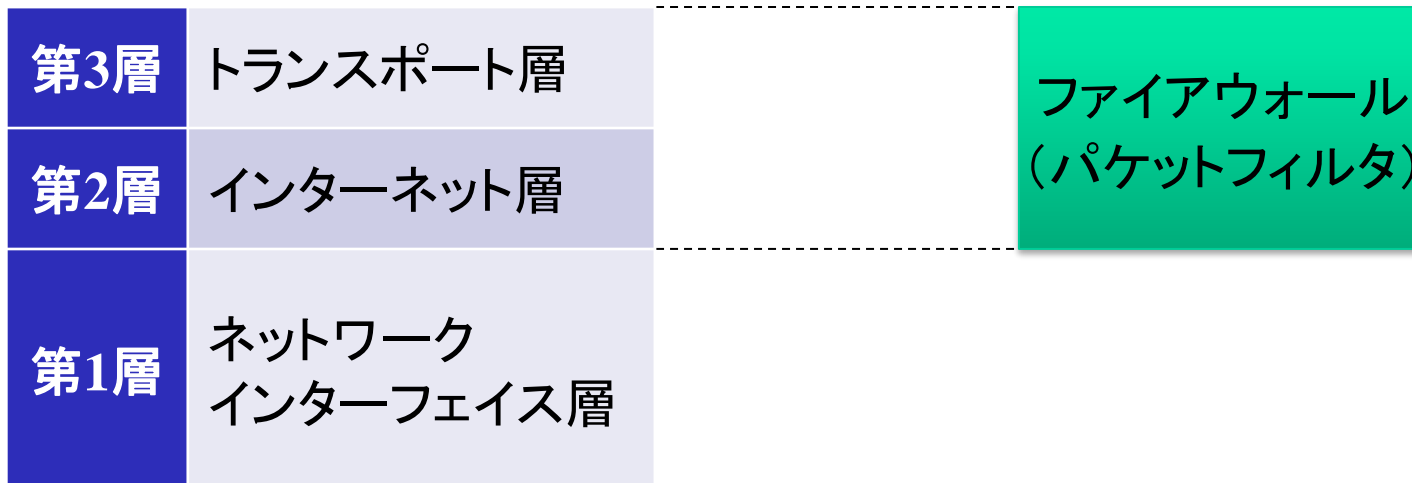 第3層 トランスポート層
ファイアウォール
(パケットフィルタ)
第2層 インターネット層
第1層 ネットワーク
インターフェイス層